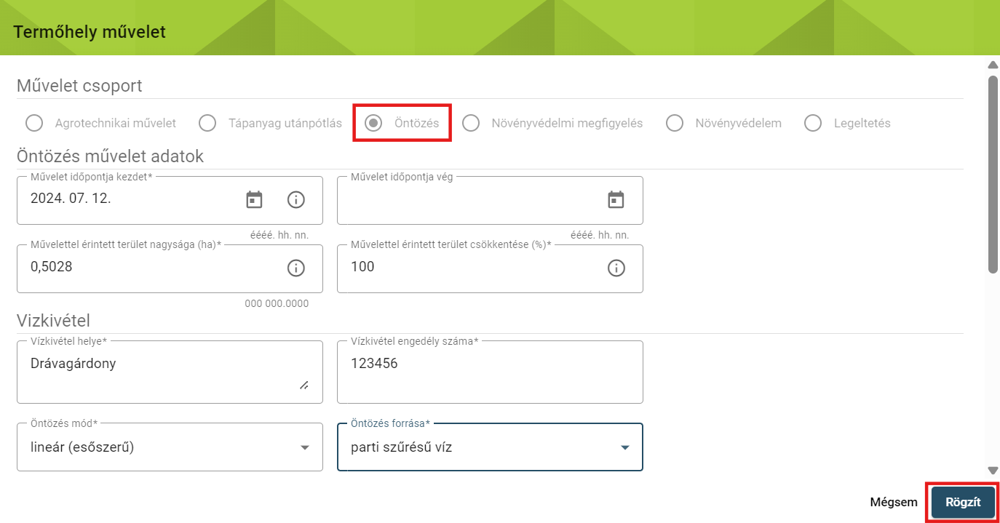 Termőhely művelet
Művelet csoport
Agrotechnikai művelet Tápanyag utánpótlás Öntözés Növényvédelmi megfigyelés Növényvédelem Legeltetés
Öntözés művelet adatok
Művelet időpontja kezdet* Művelet időpontja vég
2024. 07. 12.
éééé. hh. nn. éééé. hh. nn.
Művelettel érintett terület nagysága (ha)* Művelettel érintett terület csökkentése (%)*
0,5028 100
000 000.0000
Vizkivétel
Vízkivétel helye* Vízkivétel engedély száma*
Drávagárdony 123456
Öntözés mód* Öntözés forrása*
lineár (esőszerű) parti szűrésű víz
Mégsem Rögzít